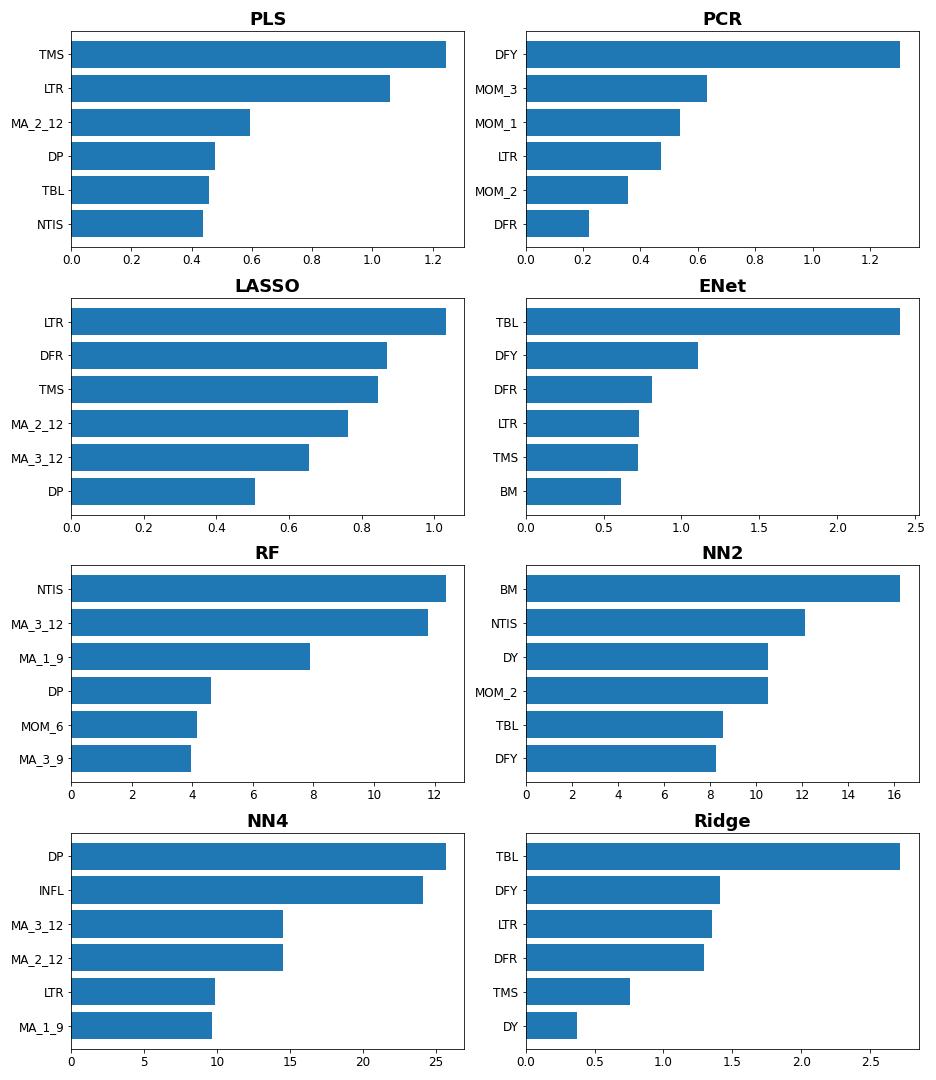 PLS
TMS
LTR
MA_2_12
DP
TBL
NTIS
0.0 0.2 0.4 0.6 0.8 1.0 1.2
PCR
DFY
MOM_3
MOM_1
LTR
MOM_2
DFR
0.0 0.2 0.4 0.6 0.8 1.0 1.2
LASSO
LTR
DFR
TMS
MA_2_12
MA_3_12
DP
0.0 0.2 0.4 0.6 0.8 1.0
ENet
TBL
DFY
DFR
LTR
TMS
BM
0.0 0.5 1.0 1.5 2.0 2.5
RF
NTIS
MA_3_12
MA_1_9
DP
MOM_6
MA_3_9
0 2 4 6 8 10 12
NN2
BM
NTIS
DY
MOM_2
TBL
DFY
0 2 4 6 8 10 12 14 16
NN4
DP
INFL
MA_3_12
MA_2_12
LTR
MA_1_9
0 5 10 15 20 25
Ridge
TBL
DFY
LTR
DFR
TMS
DY
0.0 0.5 1.0 1.5 2.0 2.5